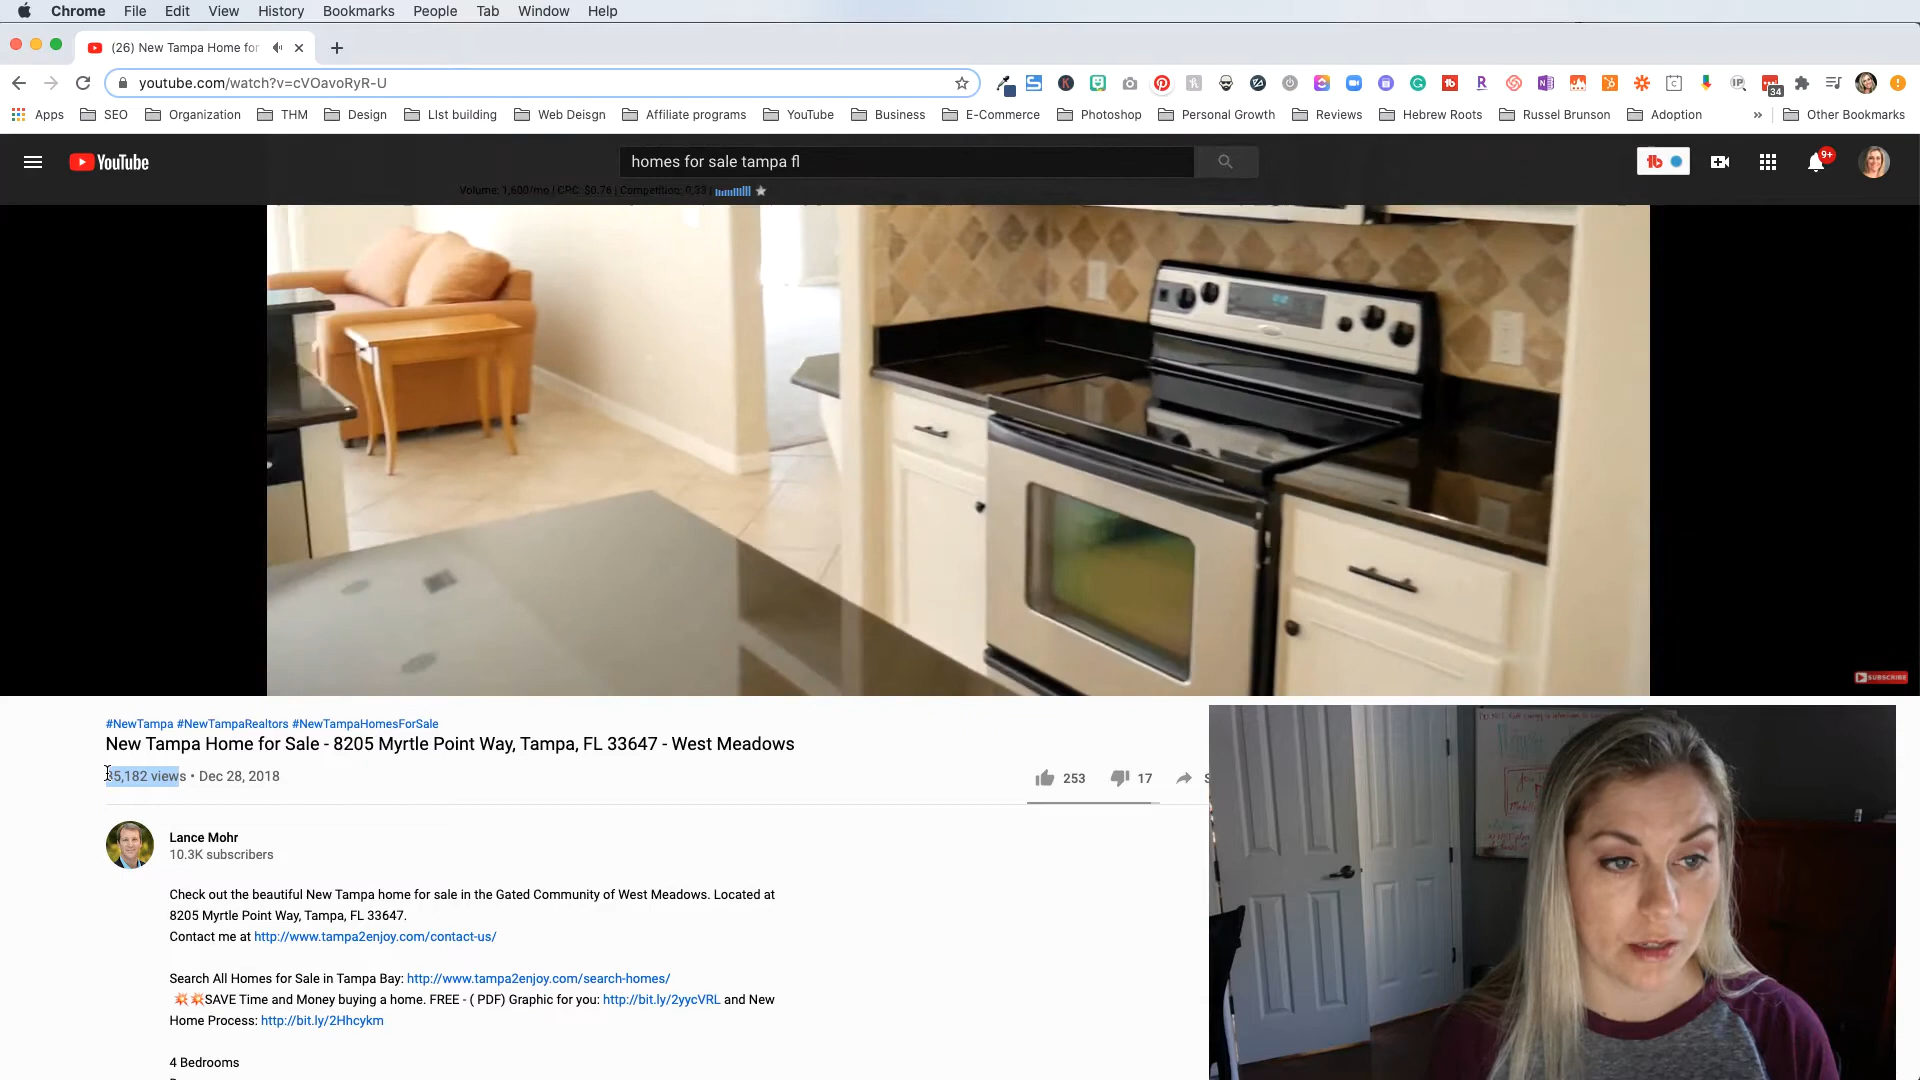 Chrome File Edit View History Bookmarks People Tab Window Help
(26) New Tampa Home for
youtube.com/watch?v=cVOavoRyR-U
34
Apps SEO Organization THM Design LIst building Web Deisgn Affiliate programs YouTube Business E-Commerce Photoshop Personal Growth Reviews Hebrew Roots Russel Brunson Adoption » Other Bookmarks
YouTube homes for sale tampa fl 9+
Volume: 1,600/mo | CPC: $0.76 | Competition: 0.33 |
SUBSCRIBE
#NewTampa #NewTampaRealtors #NewTampaHomesForSale
New Tampa Home for Sale - 8205 Myrtle Point Way, Tampa, FL 33647 - West Meadows
5,182 views • Dec 28, 2018 253 17 S
Lance Mohr
10.3K subscribers
Check out the beautiful New Tampa home for sale in the Gated Community of West Meadows. Located at
8205 Myrtle Point Way, Tampa, FL 33647.
Contact me at http://www.tampa2enjoy.com/contact-us/
Search All Homes for Sale in Tampa Bay: http://www.tampa2enjoy.com/search-homes/
💥💥SAVE Time and Money buying a home. FREE - ( PDF) Graphic for you: http://bit.ly/2yycVRL and New
Home Process: http://bit.ly/2Hhcykm
4 Bedrooms